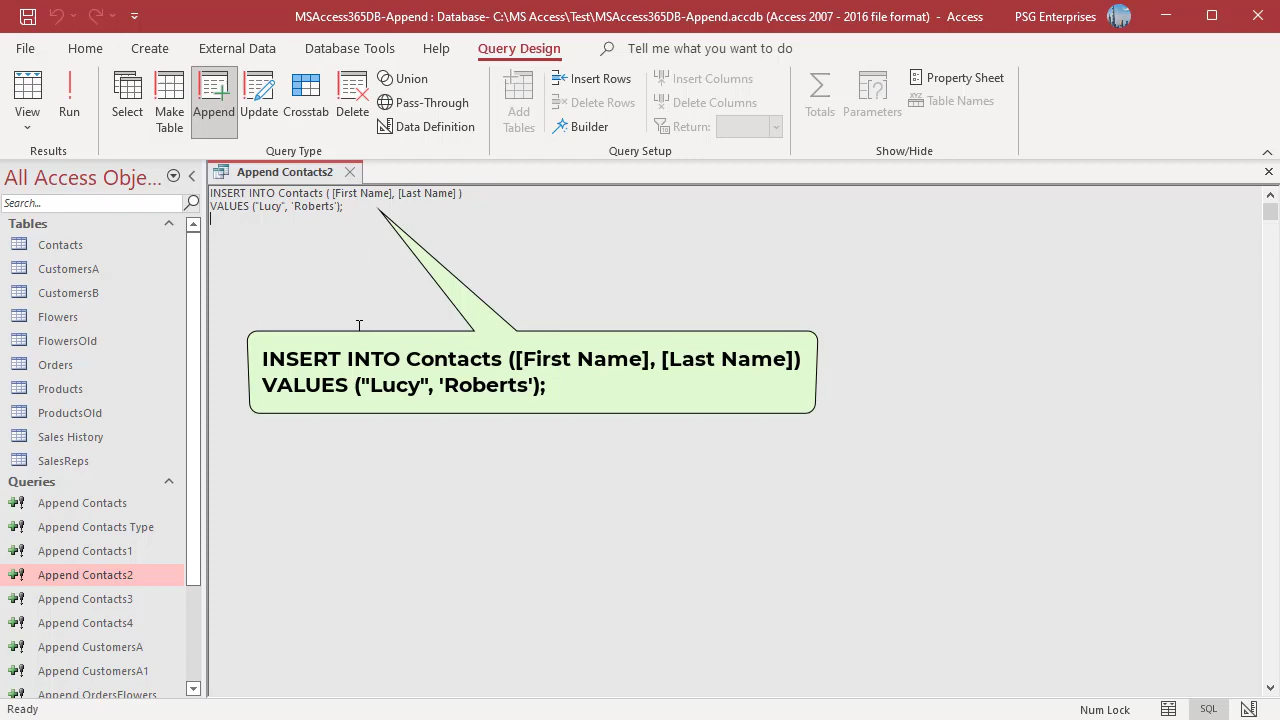 MSAccess365DB-Append : Database- C:\MS Access\Test\MSAccess365DB-Append.accdb (Access 2007 - 2016 file format) - Access
PSG Enterprises
File Home Create External Data Database Tools Help Query Design Tell me what you want to do
View
Run
Results
Select
Make Table
Append
Update
Crosstab
Delete
Union
Pass-Through
Data Definition
Query Type
Add Tables
Insert Rows
Delete Rows
Builder
Insert Columns
Delete Columns
Return:
Query Setup
Totals
Parameters
Property Sheet
Table Names
Show/Hide
All Access Obje...
Search...
Tables
Contacts
CustomersA
CustomersB
Flowers
FlowersOld
Orders
Products
ProductsOld
Sales History
SalesReps
Queries
Append Contacts
Append Contacts Type
Append Contacts1
Append Contacts2
Append Contacts3
Append Contacts4
Append CustomersA
Append CustomersA1
Append OrdersFlowers
Append Contacts2
INSERT INTO Contacts ( [First Name], [Last Name] )
VALUES ("Lucy", 'Roberts');
INSERT INTO Contacts ([First Name], [Last Name])
VALUES ("Lucy", 'Roberts');
Ready
Num Lock
SQL